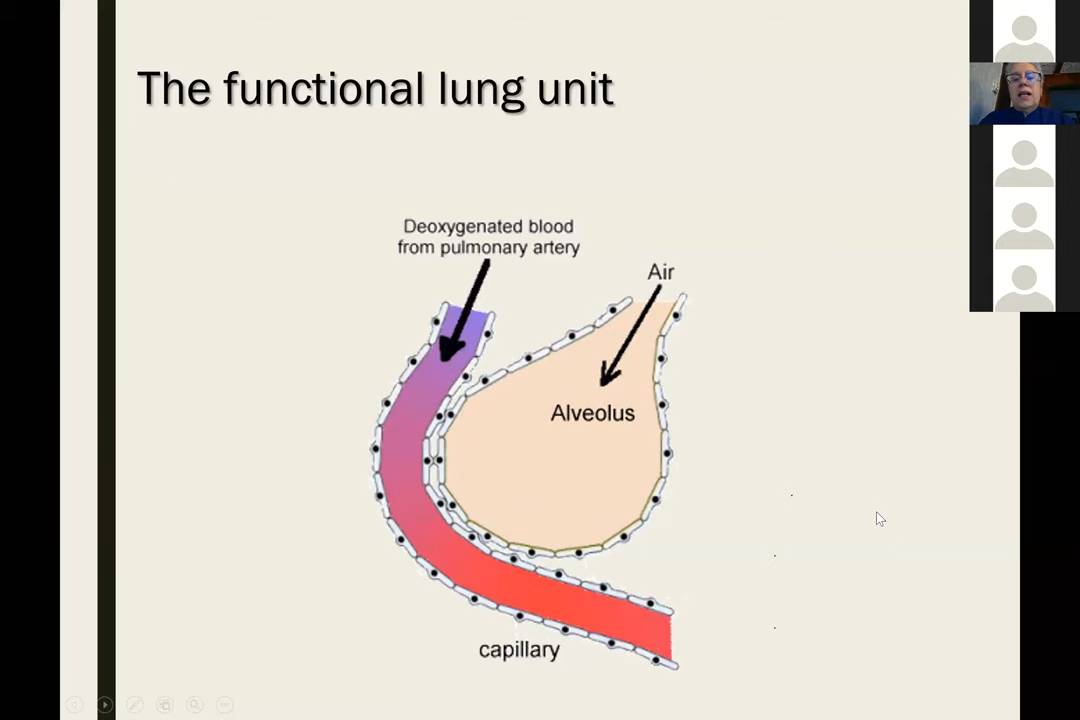 The functional lung unit
Deoxygenated blood
from pulmonary artery
Air
Alveolus
capillary